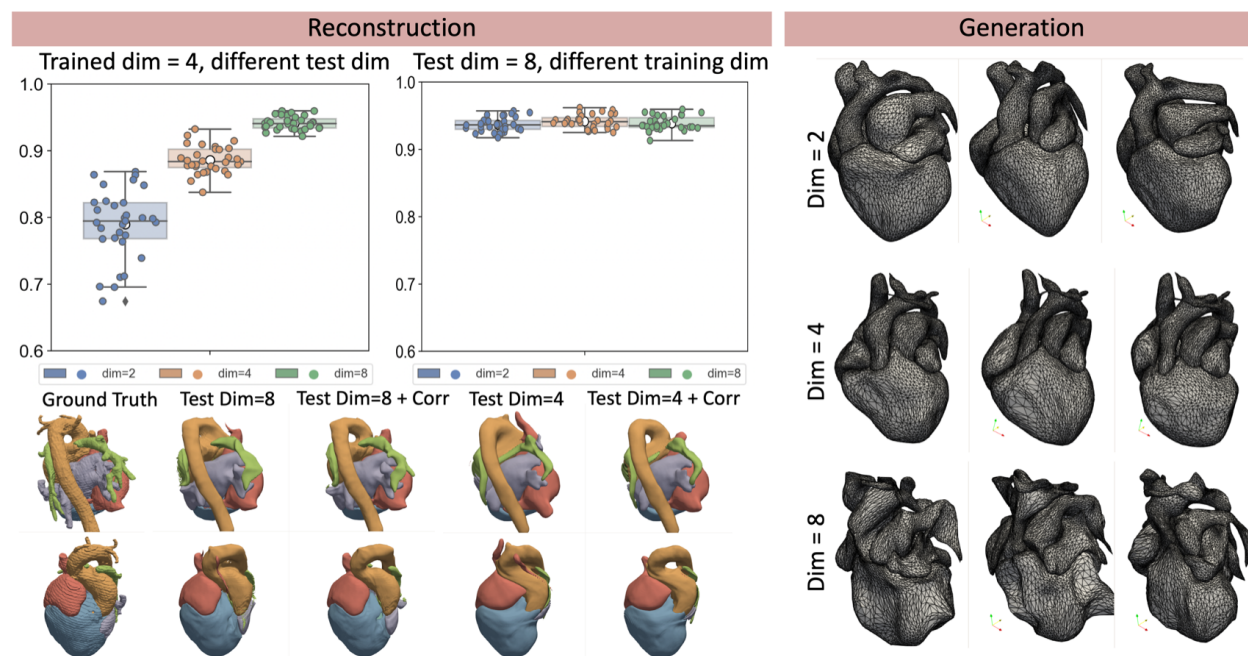 Reconstruction
Trained dim = 4, different test dim
Test dim = 8, different training dim
1.0
0.9
0.8
0.7
0.6
1.0
0.9
0.8
0.7
0.6
dim=2 dim=4 dim=8
dim=2 dim=4 dim=8
Ground Truth Test Dim=8 Test Dim=8 + Corr Test Dim=4 Test Dim=4 + Corr
Generation
Dim = 2
Dim = 4
Dim = 8